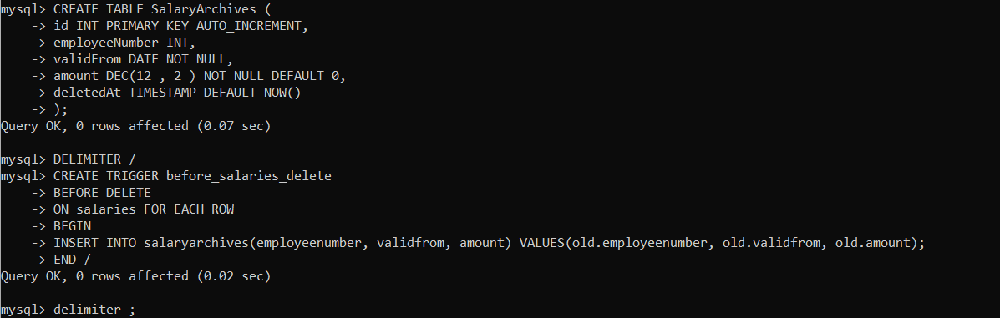 mysql> CREATE TABLE SalaryArchives (
    -> id INT PRIMARY KEY AUTO_INCREMENT,
    -> employeeNumber INT,
    -> validFrom DATE NOT NULL,
    -> amount DEC(12 , 2 ) NOT NULL DEFAULT 0,
    -> deletedAt TIMESTAMP DEFAULT NOW()
    -> );
Query OK, 0 rows affected (0.07 sec)

mysql> DELIMITER /
mysql> CREATE TRIGGER before_salaries_delete
    -> BEFORE DELETE
    -> ON salaries FOR EACH ROW
    -> BEGIN
    -> INSERT INTO salaryarchives(employeenumber, validfrom, amount) VALUES(old.employeenumber, old.validfrom, old.amount);
    -> END /
Query OK, 0 rows affected (0.02 sec)

mysql> delimiter ;